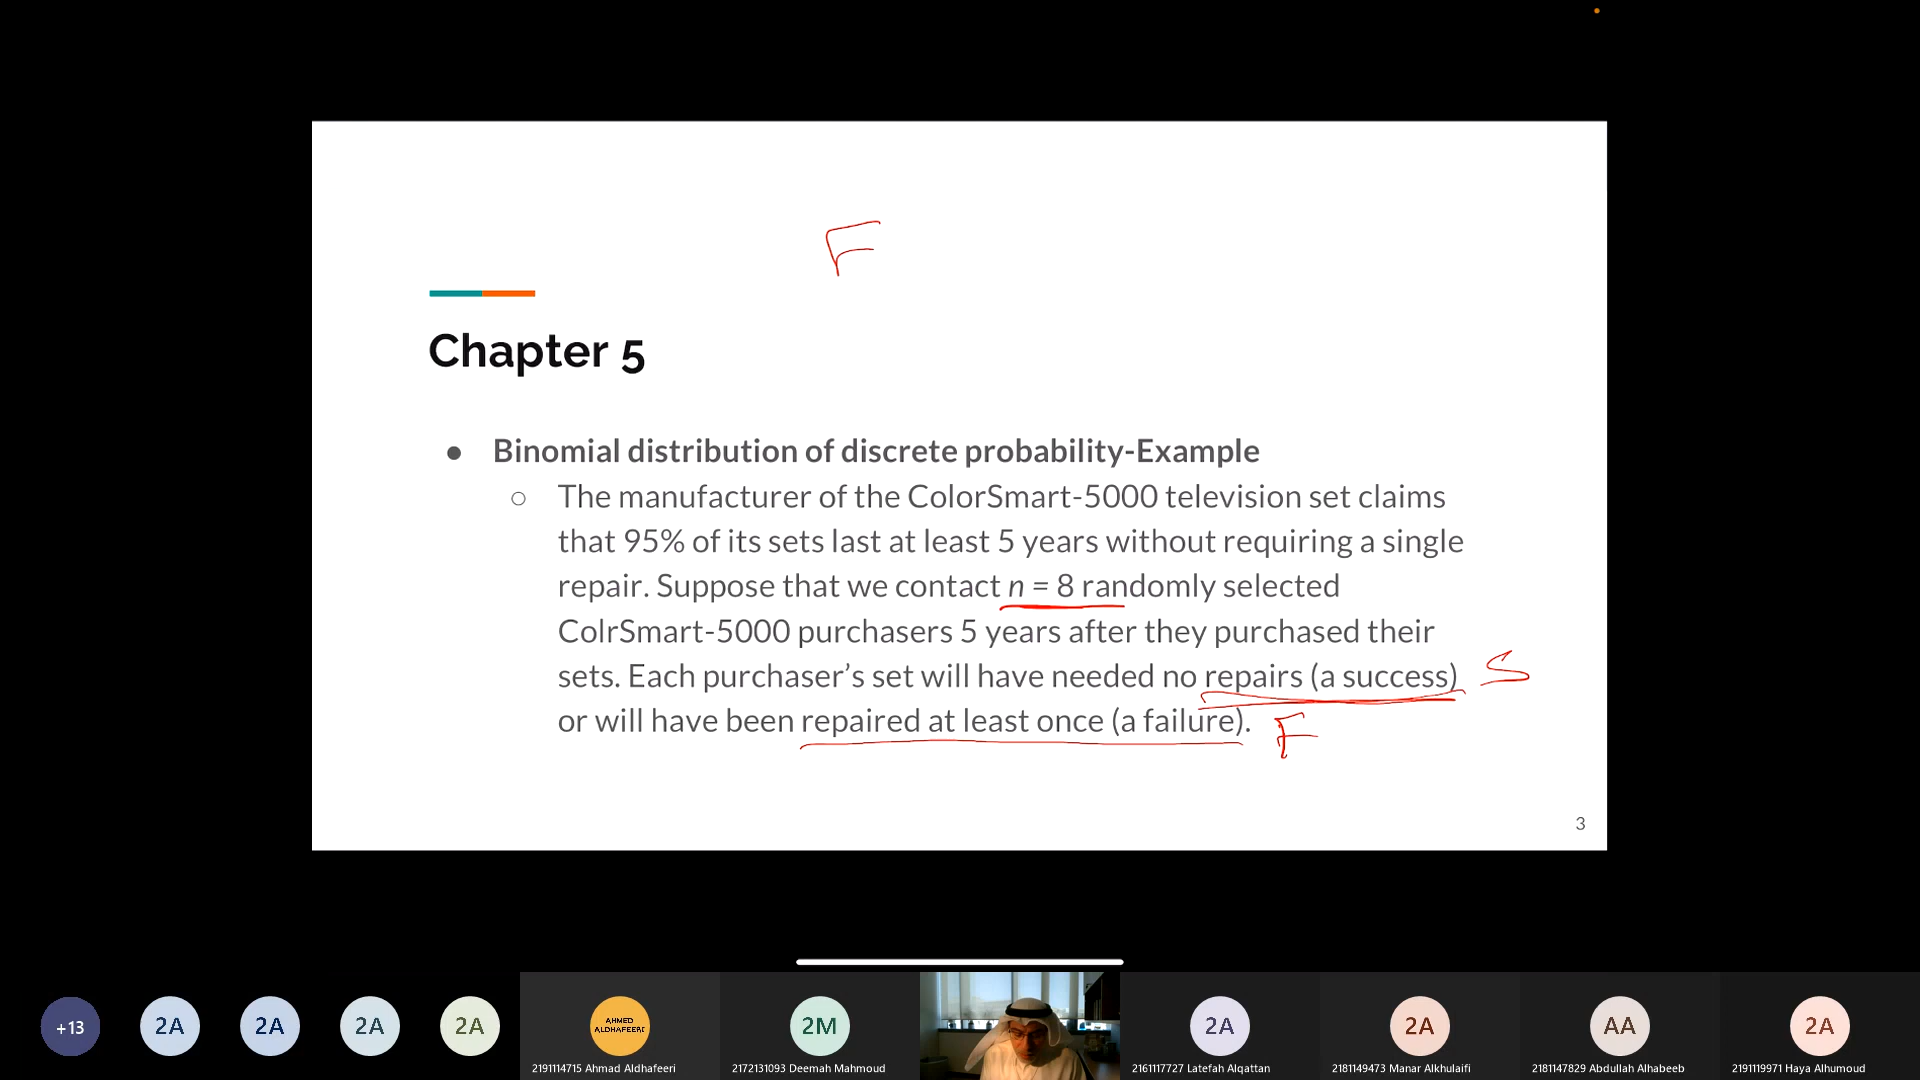 F
Chapter 5
● Binomial distribution of discrete probability-Example
○ The manufacturer of the ColorSmart-5000 television set claims
that 95% of its sets last at least 5 years without requiring a single
repair. Suppose that we contact n = 8 randomly selected
ColrSmart-5000 purchasers 5 years after they purchased their
sets. Each purchaser’s set will have needed no repairs (a success) S
or will have been repaired at least once (a failure). F
3
+13
2A
2A
2A
2A
AHMED
ALDHAFEERI
2191114715 Ahmad Aldhafeeri
2M
2172131093 Deemah Mahmoud
2A
2161117727 Latefah Alqattan
2A
2181149473 Manar Alkhulaifi
AA
2181147829 Abdullah Alhabeeb
2A
2191119971 Haya Alhumoud